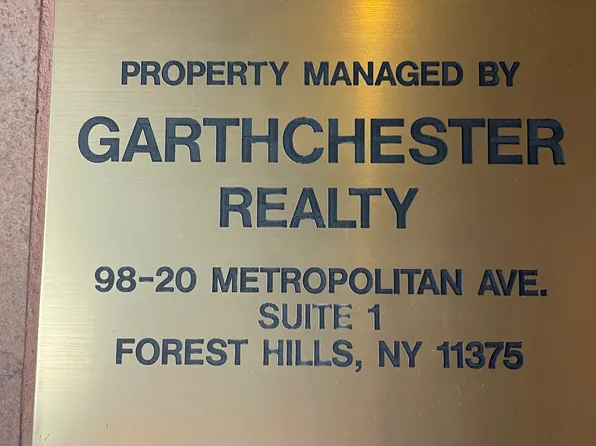 PROPERTY MANAGED BY
GARTHCHESTER
REALTY
98-20 METROPOLITAN AVE.
SUITE 1
FOREST HILLS, NY 11375